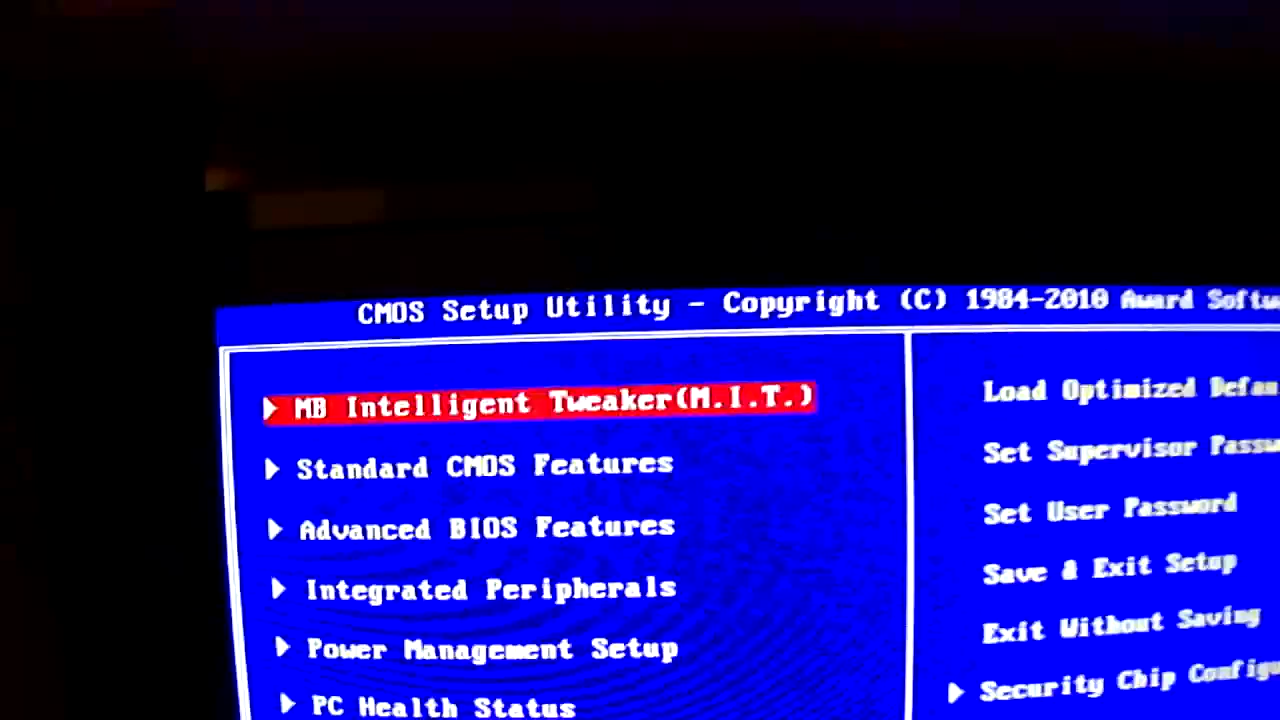 CMOS Setup Utility - Copyright (C) 1984-2010 Award
MB Intelligent Tweaker(M.I.T.)
Standard CMOS Features
Advanced BIOS Features
Integrated Peripherals
Power Management Setup
PC Health Status
Load Optimized
Set Supervisor
Set User Password
Save & Exit Setup
Exit Without Saving
Security Chip